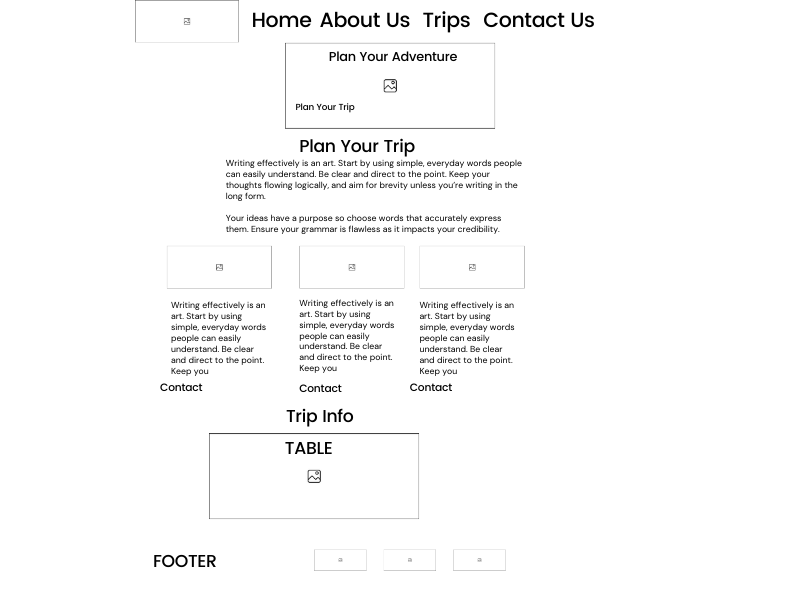 Home About Us Trips Contact Us
Plan Your Adventure
Plan Your Trip
Plan Your Trip
Writing effectively is an art. Start by using simple, everyday words people
can easily understand. Be clear and direct to the point. Keep your
thoughts flowing logically, and aim for brevity unless you’re writing in the
long form.
Your ideas have a purpose so choose words that accurately express
them. Ensure your grammar is flawless as it impacts your credibility.
Writing effectively is an
art. Start by using
simple, everyday words
people can easily
understand. Be clear
and direct to the point.
Keep you
Contact
Writing effectively is an
art. Start by using
simple, everyday words
people can easily
understand. Be clear
and direct to the point.
Keep you
Contact
Writing effectively is an
art. Start by using
simple, everyday words
people can easily
understand. Be clear
and direct to the point.
Keep you
Contact
Trip Info
TABLE
FOOTER